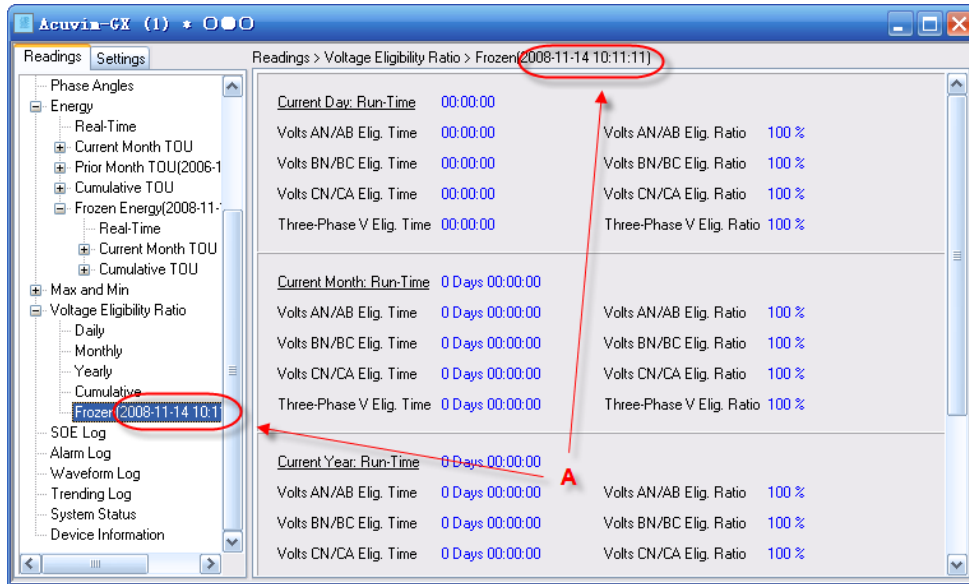 Acuvim-GX (1) *
Readings Settings
Phase Angles
Energy
Real-Time
Current Month TOU
Prior Month TOU(2006-1
Cumulative TOU
Frozen Energy(2008-11-
Real-Time
Current Month TOU
Cumulative TOU
Max and Min
Voltage Eligibility Ratio
Daily
Monthly
Yearly
Cumulative
Frozen(2008-11-14 10:1
SOE Log
Alarm Log
Waveform Log
Trending Log
System Status
Device Information
Readings > Voltage Eligibility Ratio > Frozen(2008-11-14 10:11:11)
Current Day: Run-Time 00:00:00
Volts AN/AB Elig. Time 00:00:00 Volts AN/AB Elig. Ratio 100 %
Volts BN/BC Elig. Time 00:00:00 Volts BN/BC Elig. Ratio 100 %
Volts CN/CA Elig. Time 00:00:00 Volts CN/CA Elig. Ratio 100 %
Three-Phase V Elig. Time 00:00:00 Three-Phase V Elig. Ratio 100 %
Current Month: Run-Time 0 Days 00:00:00
Volts AN/AB Elig. Time 0 Days 00:00:00 Volts AN/AB Elig. Ratio 100 %
Volts BN/BC Elig. Time 0 Days 00:00:00 Volts BN/BC Elig. Ratio 100 %
Volts CN/CA Elig. Time 0 Days 00:00:00 Volts CN/CA Elig. Ratio 100 %
Three-Phase V Elig. Time 0 Days 00:00:00 Three-Phase V Elig. Ratio 100 %
Current Year: Run-Time 0 Days 00:00:00
A
Volts AN/AB Elig. Time 0 Days 00:00:00 Volts AN/AB Elig. Ratio 100 %
Volts BN/BC Elig. Time 0 Days 00:00:00 Volts BN/BC Elig. Ratio 100 %
Volts CN/CA Elig. Time 0 Days 00:00:00 Volts CN/CA Elig. Ratio 100 %